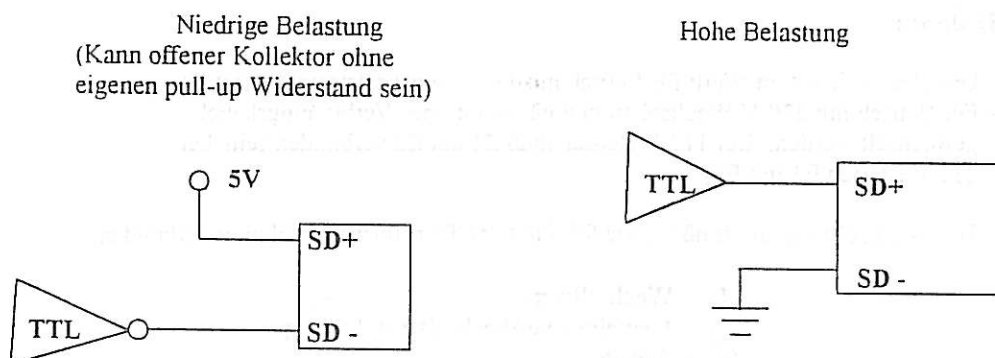 Niedrige Belastung
(Kann offener Kollektor ohne
eigenen pull-up Widerstand sein)
5V
SD+
TTL
SD -
Hohe Belastung
TTL
SD+
SD -